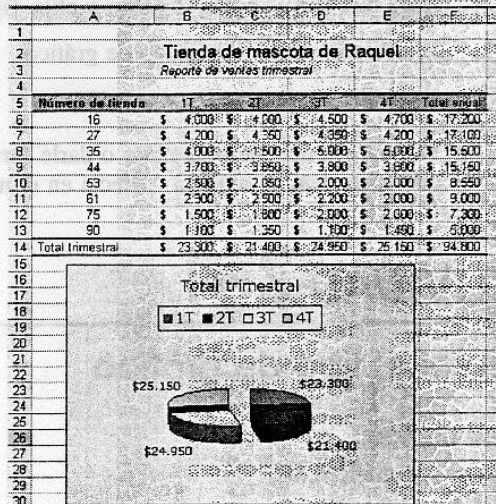 A B C D E F
1
2 Tienda de mascota de Raquel
3 Reporte de ventas trimestral
4
5 Número de tienda 1T 2T 3T 4T Total anual
6 16 $ 4.000 $ 4.000 $ 4.500 $ 4.700 $ 17.200
7 27 $ 4.200 $ 4.350 $ 4.350 $ 4.200 $ 17.100
8 35 $ 4.000 $ 1.500 $ 5.000 $ 5.000 $ 15.500
9 44 $ 3.700 $ 3.850 $ 3.800 $ 3.800 $ 15.150
10 53 $ 2.500 $ 2.050 $ 2.000 $ 2.000 $ 8.550
11 61 $ 2.300 $ 2.500 $ 2.200 $ 2.000 $ 9.000
12 75 $ 1.500 $ 1.800 $ 2.000 $ 2.000 $ 7.300
13 90 $ 1.100 $ 1.350 $ 1.100 $ 1.450 $ 5.000
14 Total trimestral $ 23.300 $ 21.400 $ 24.950 $ 25.150 $ 94.800
15
16 Total trimestral
17
18 1T 2T 3T 4T
19
20
21
22
23 $25.150 $23.300
24
25
26
27 $24.950 $21.400
28
29
30